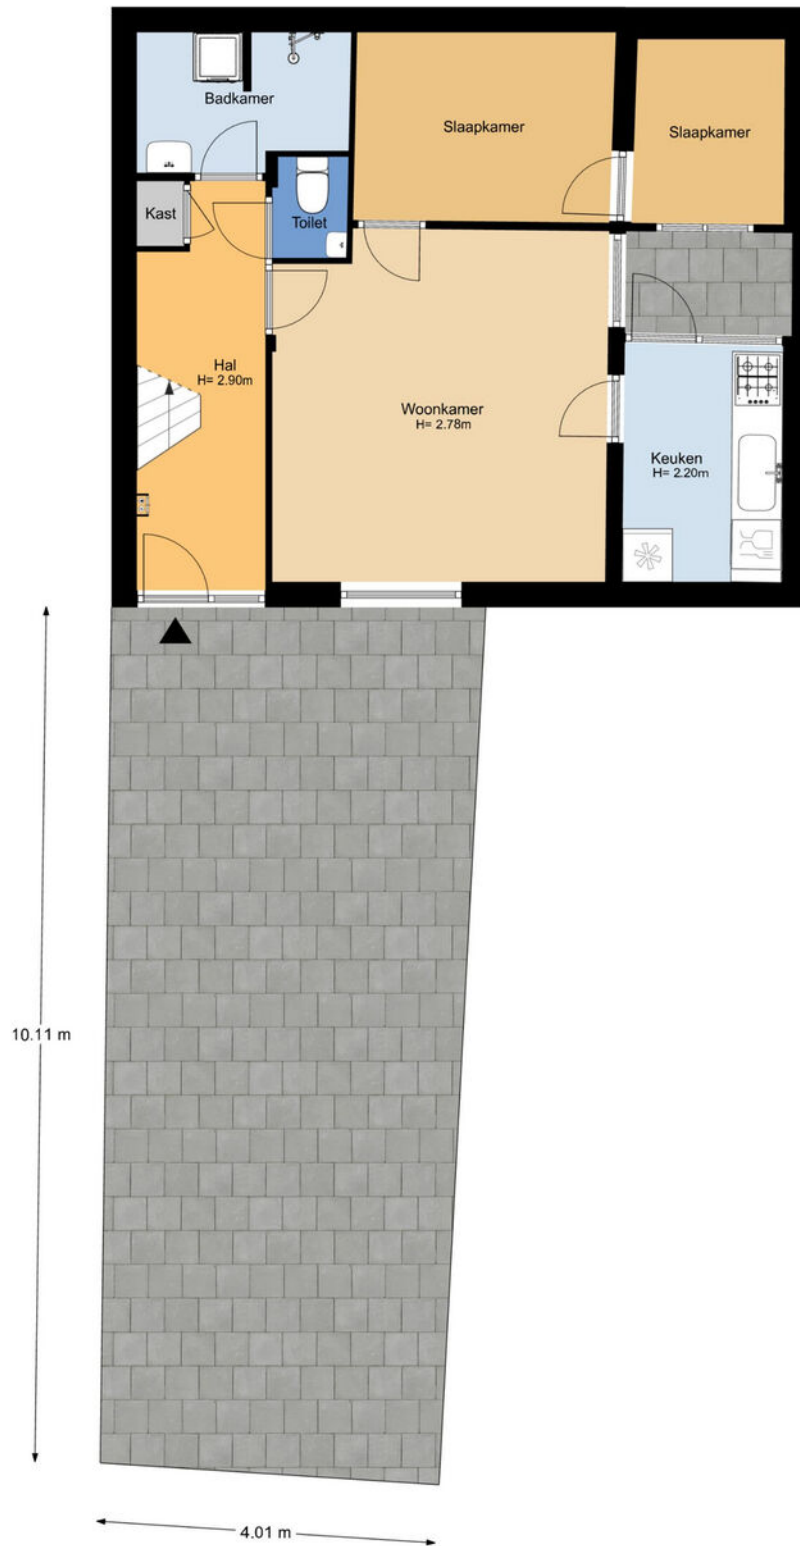 Badkamer
Slaapkamer
Slaapkamer
Kast
Toilet
Hal
H= 2.90m
Woonkamer
H= 2.78m
Keuken
H= 2.20m
10.11 m
4.01 m